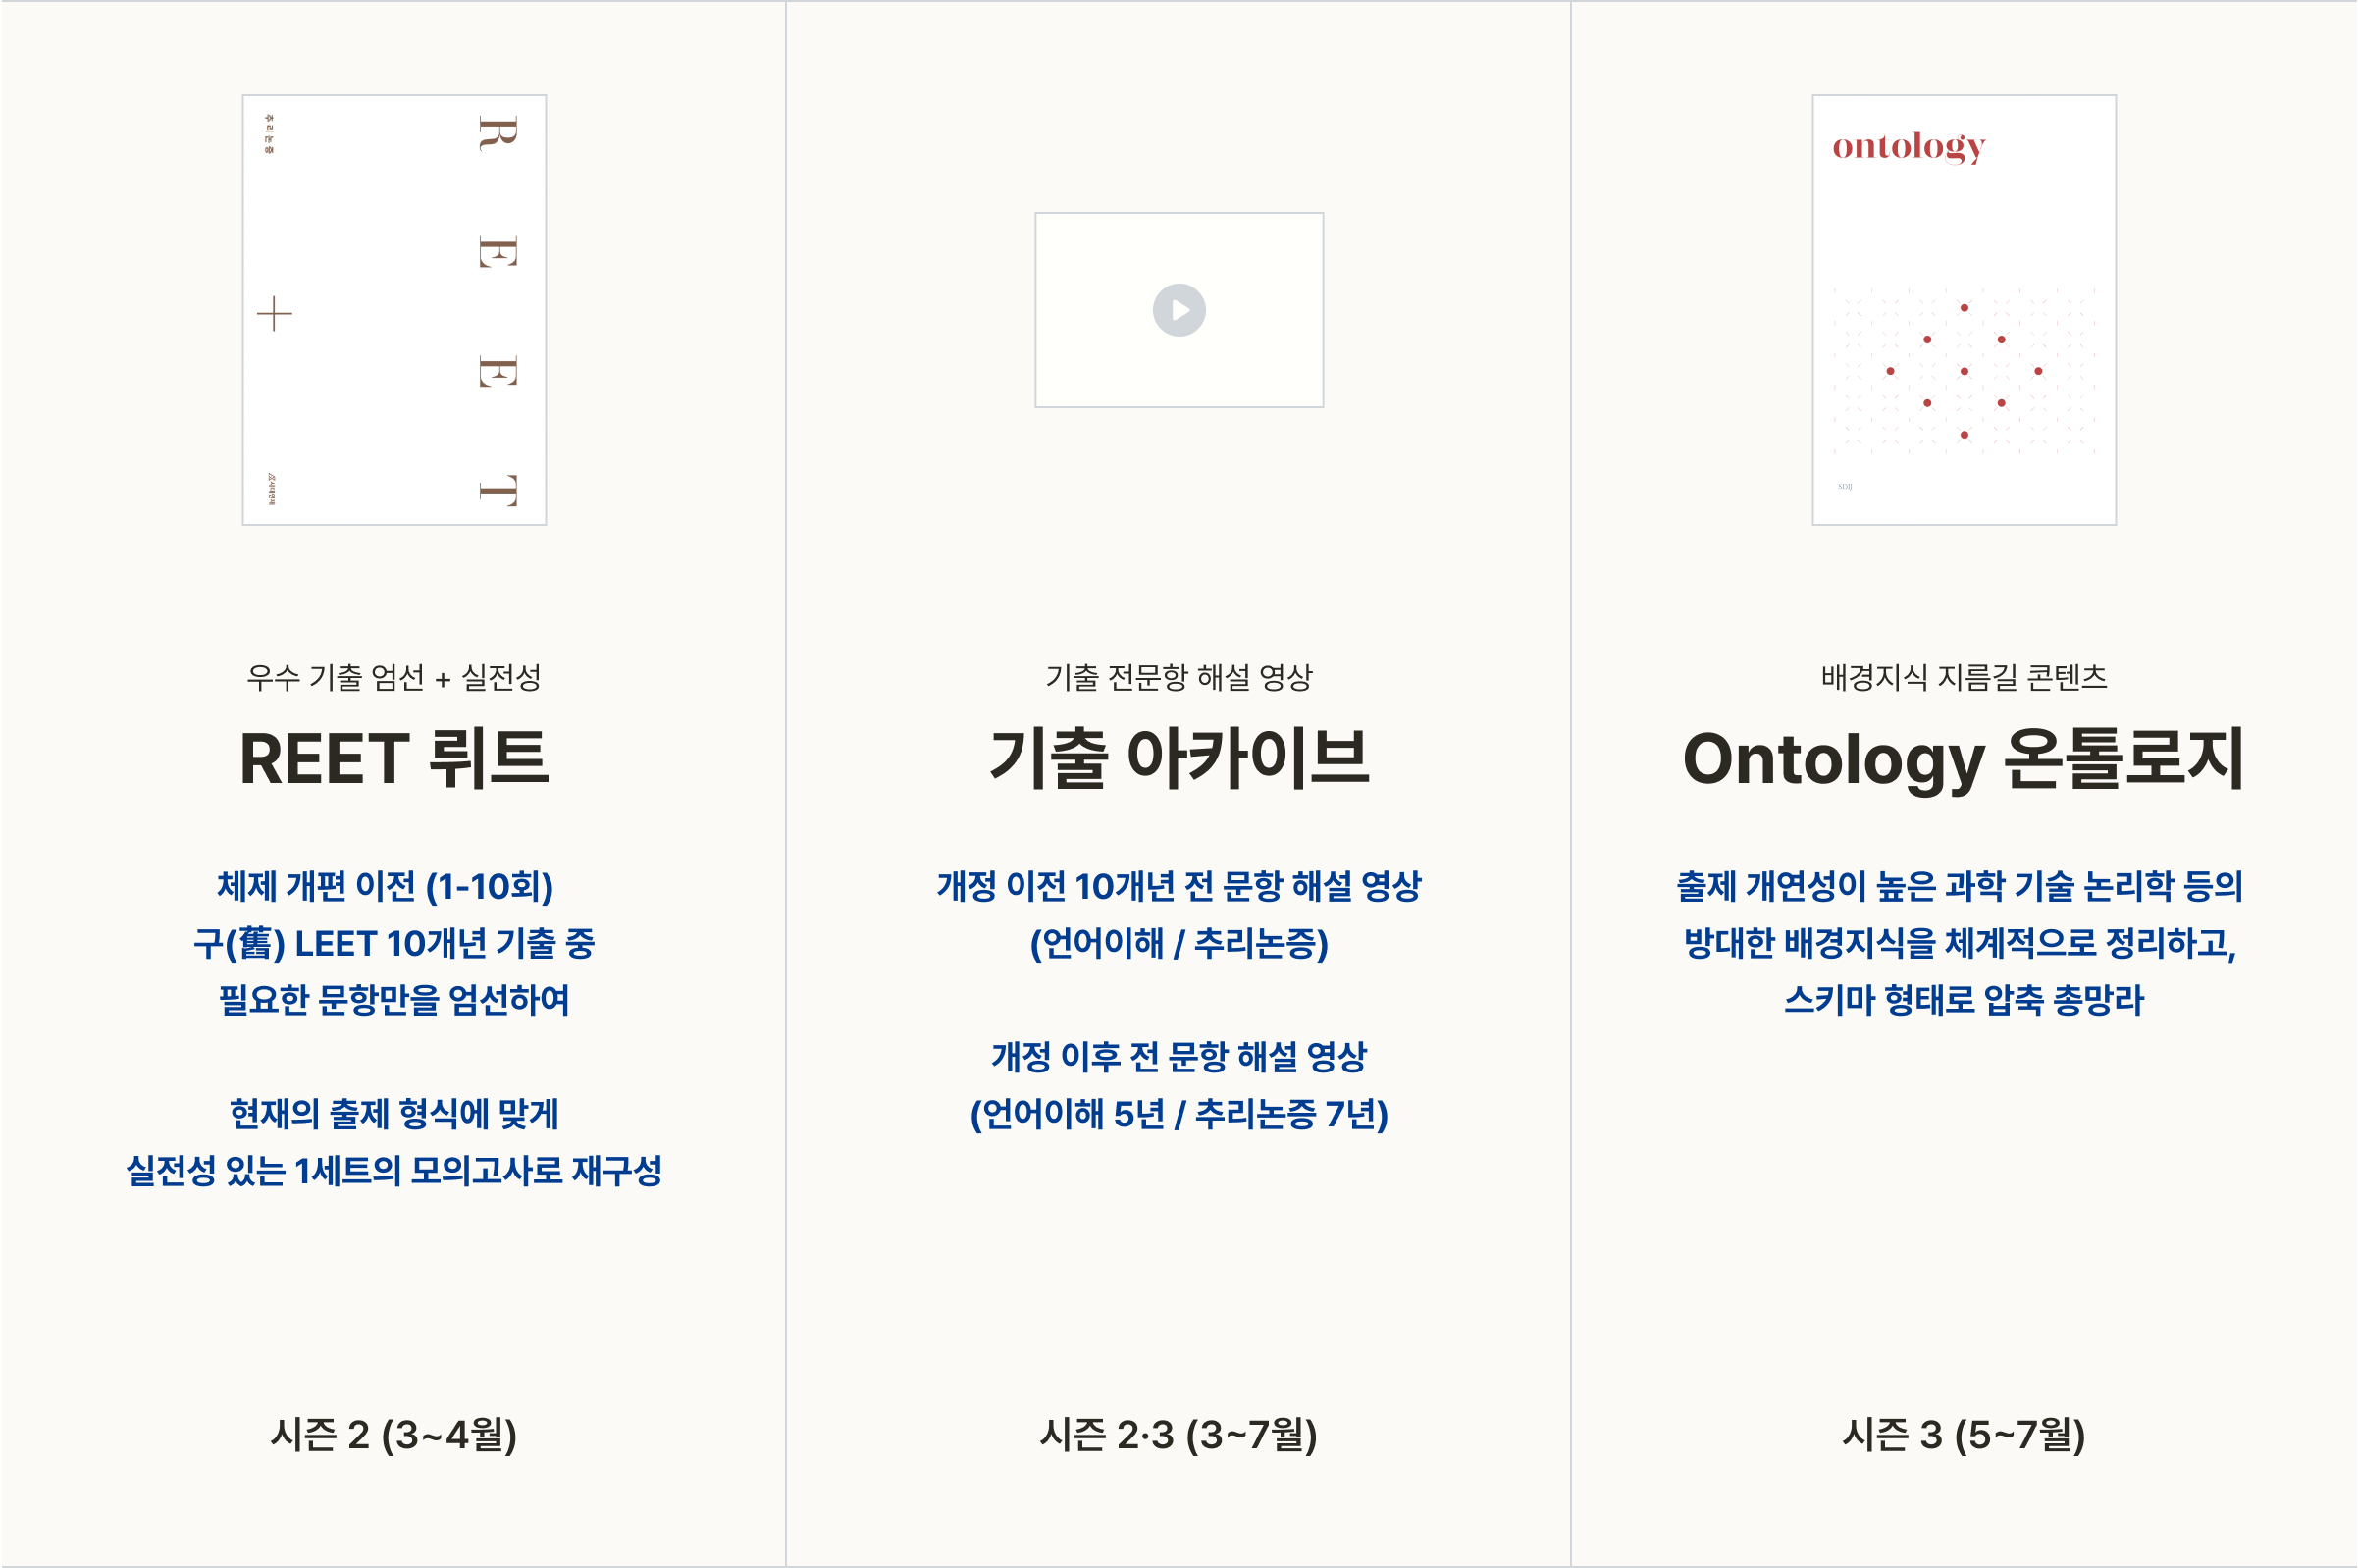 추리논증
R E E T
시대인재
우수 기출 엄선 + 실전성
REET 뤼트
체제 개편 이전 (1-10회)
구(舊) LEET 10개년 기출 중
필요한 문항만을 엄선하여
현재의 출제 형식에 맞게
실전성 있는 1세트의 모의고사로 재구성
시즌 2 (3~4월)
기출 전문항 해설 영상
기출 아카이브
개정 이전 10개년 전 문항 해설 영상
(언어이해 / 추리논증)
개정 이후 전 문항 해설 영상
(언어이해 5년 / 추리논증 7년)
시즌 2·3 (3~7월)
ontology
SDIJ
배경지식 지름길 콘텐츠
Ontology 온톨로지
출제 개연성이 높은 과학 기술 논리학 등의
방대한 배경지식을 체계적으로 정리하고,
스키마 형태로 압축 총망라
시즌 3 (5~7월)